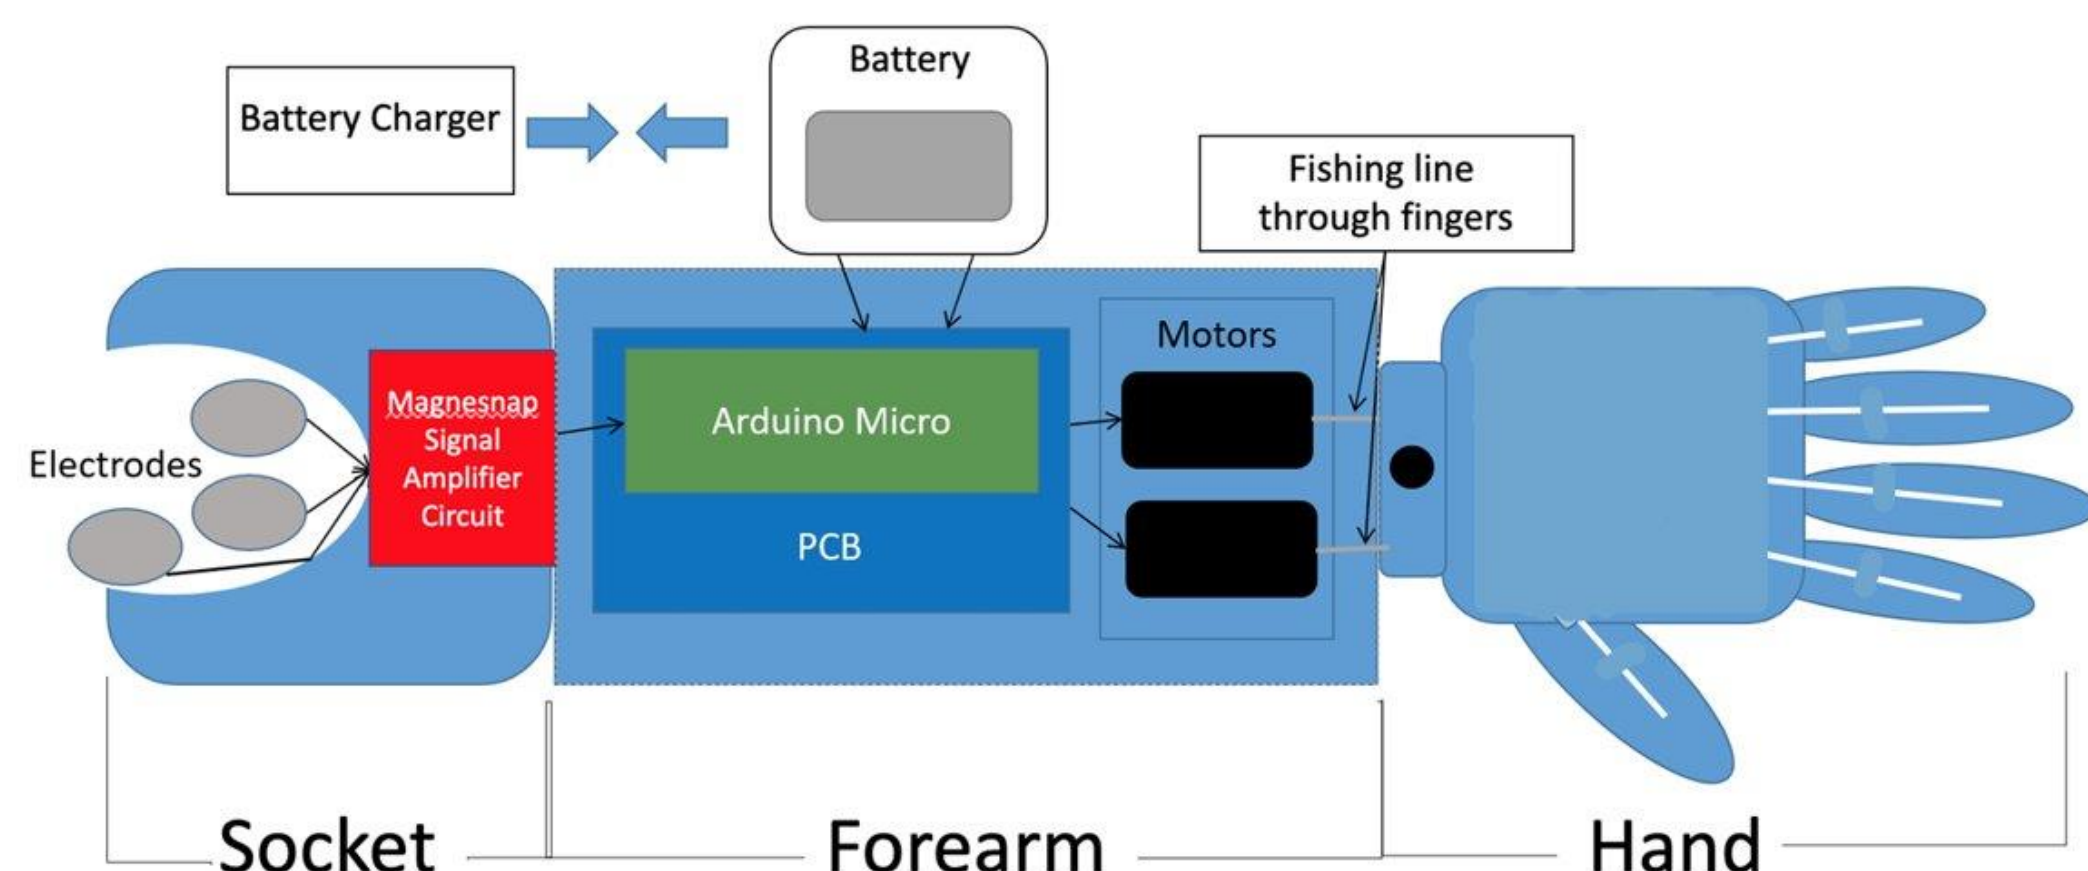 Battery Charger
Battery
Fishing line
through fingers
Electrodes
Magnesnap
Signal
Amplifier
Circuit
Arduino Micro
PCB
Motors
Socket
Forearm
Hand